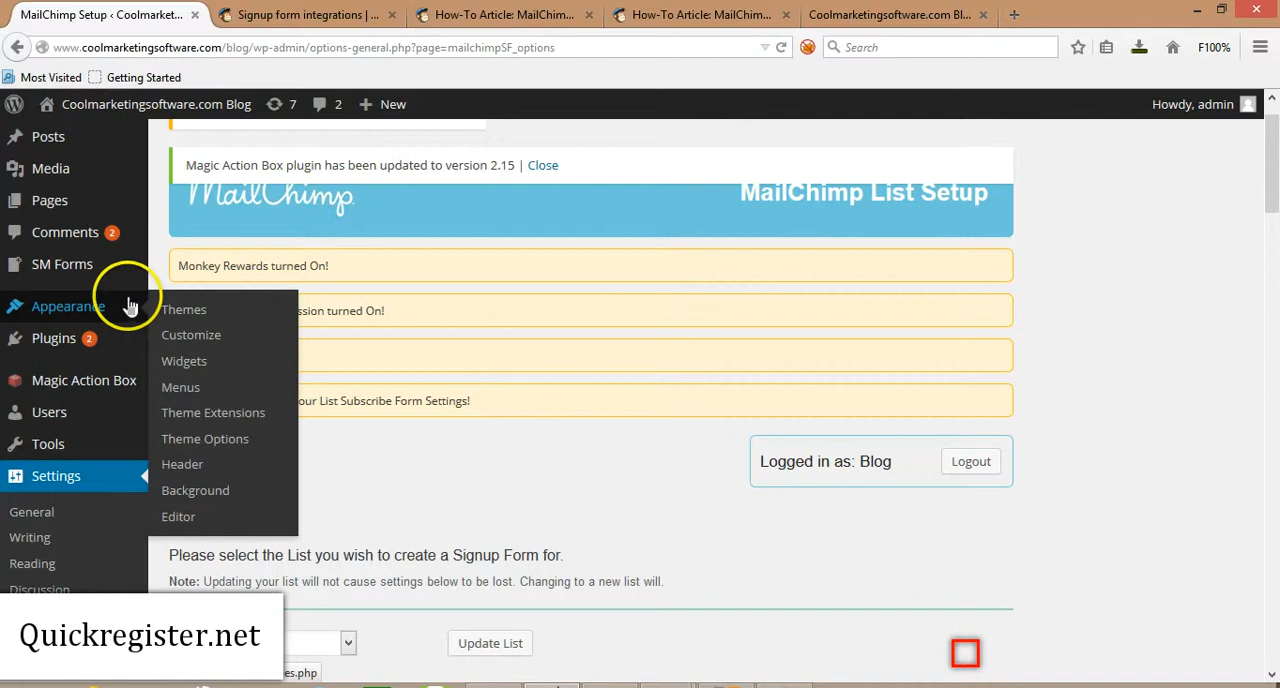 MailChimp Setup ‹ Coolmarket...
Signup form integrations | ...
How-To Article: MailChimp...
How-To Article: MailChimp...
Coolmarketingsoftware.com Bl...
www.coolmarketingsoftware.com/blog/wp-admin/options-general.php?page=mailchimpSF_options
Search
F100%
Most Visited
Getting Started
Coolmarketingsoftware.com Blog
7
2
New
Howdy, admin
Posts
Media
Pages
Comments 2
SM Forms
Appearance
Plugins 2
Magic Action Box
Users
Tools
Settings
General
Writing
Reading
Discussion
Themes
Customize
Widgets
Menus
Theme Extensions
Theme Options
Header
Background
Editor
Magic Action Box plugin has been updated to version 2.15 | Close
MailChimp
MailChimp List Setup
Monkey Rewards turned On!
ssion turned On!
our List Subscribe Form Settings!
Logged in as: Blog
Logout
Please select the List you wish to create a Signup Form for.
Note: Updating your list will not cause settings below to be lost. Changing to a new list will.
Update List
es.php
Quickregister.net